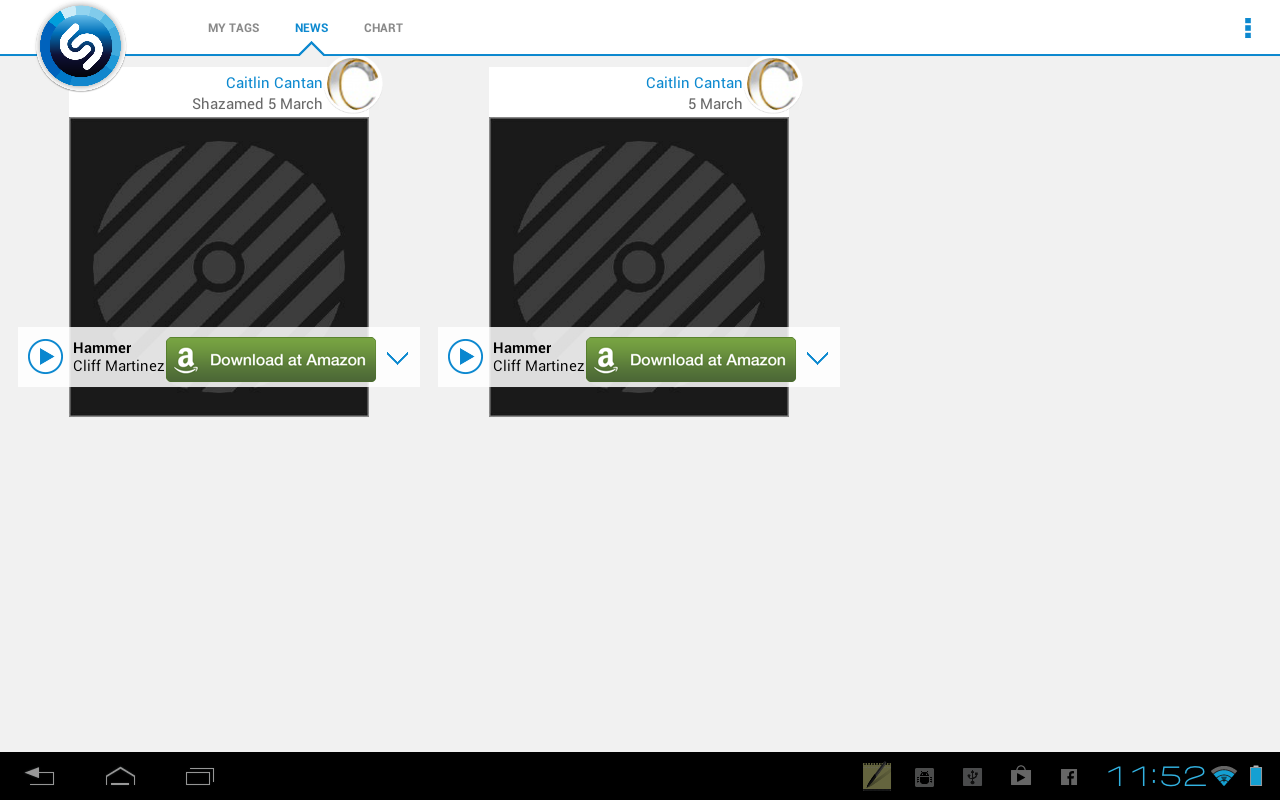 MY TAGS NEWS CHART
Caitlin Cantan
Shazamed 5 March
Hammer
Cliff Martinez
Download at Amazon
Caitlin Cantan
5 March
Hammer
Cliff Martinez
Download at Amazon
11:52